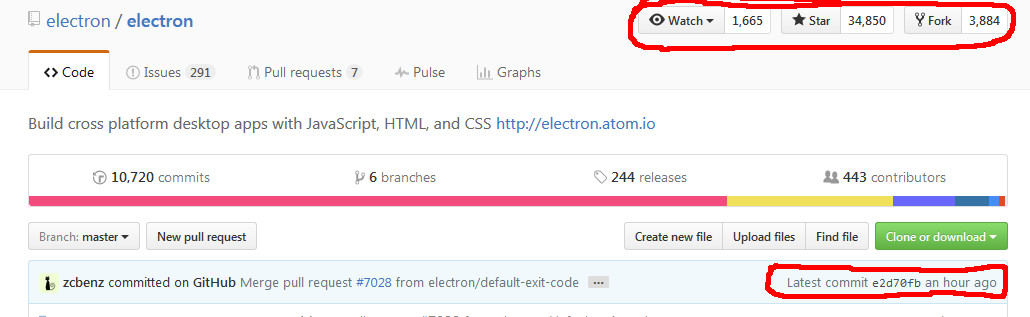 electron / electron
Watch 1,665 Star 34,850 Fork 3,884
Code Issues 291 Pull requests 7 Pulse Graphs
Build cross platform desktop apps with JavaScript, HTML, and CSS http://electron.atom.io
10,720 commits 6 branches 244 releases 443 contributors
Branch: master New pull request Create new file Upload files Find file Clone or download
zcbenz committed on GitHub Merge pull request #7028 from electron/default-exit-code ... Latest commit e2d70fb an hour ago